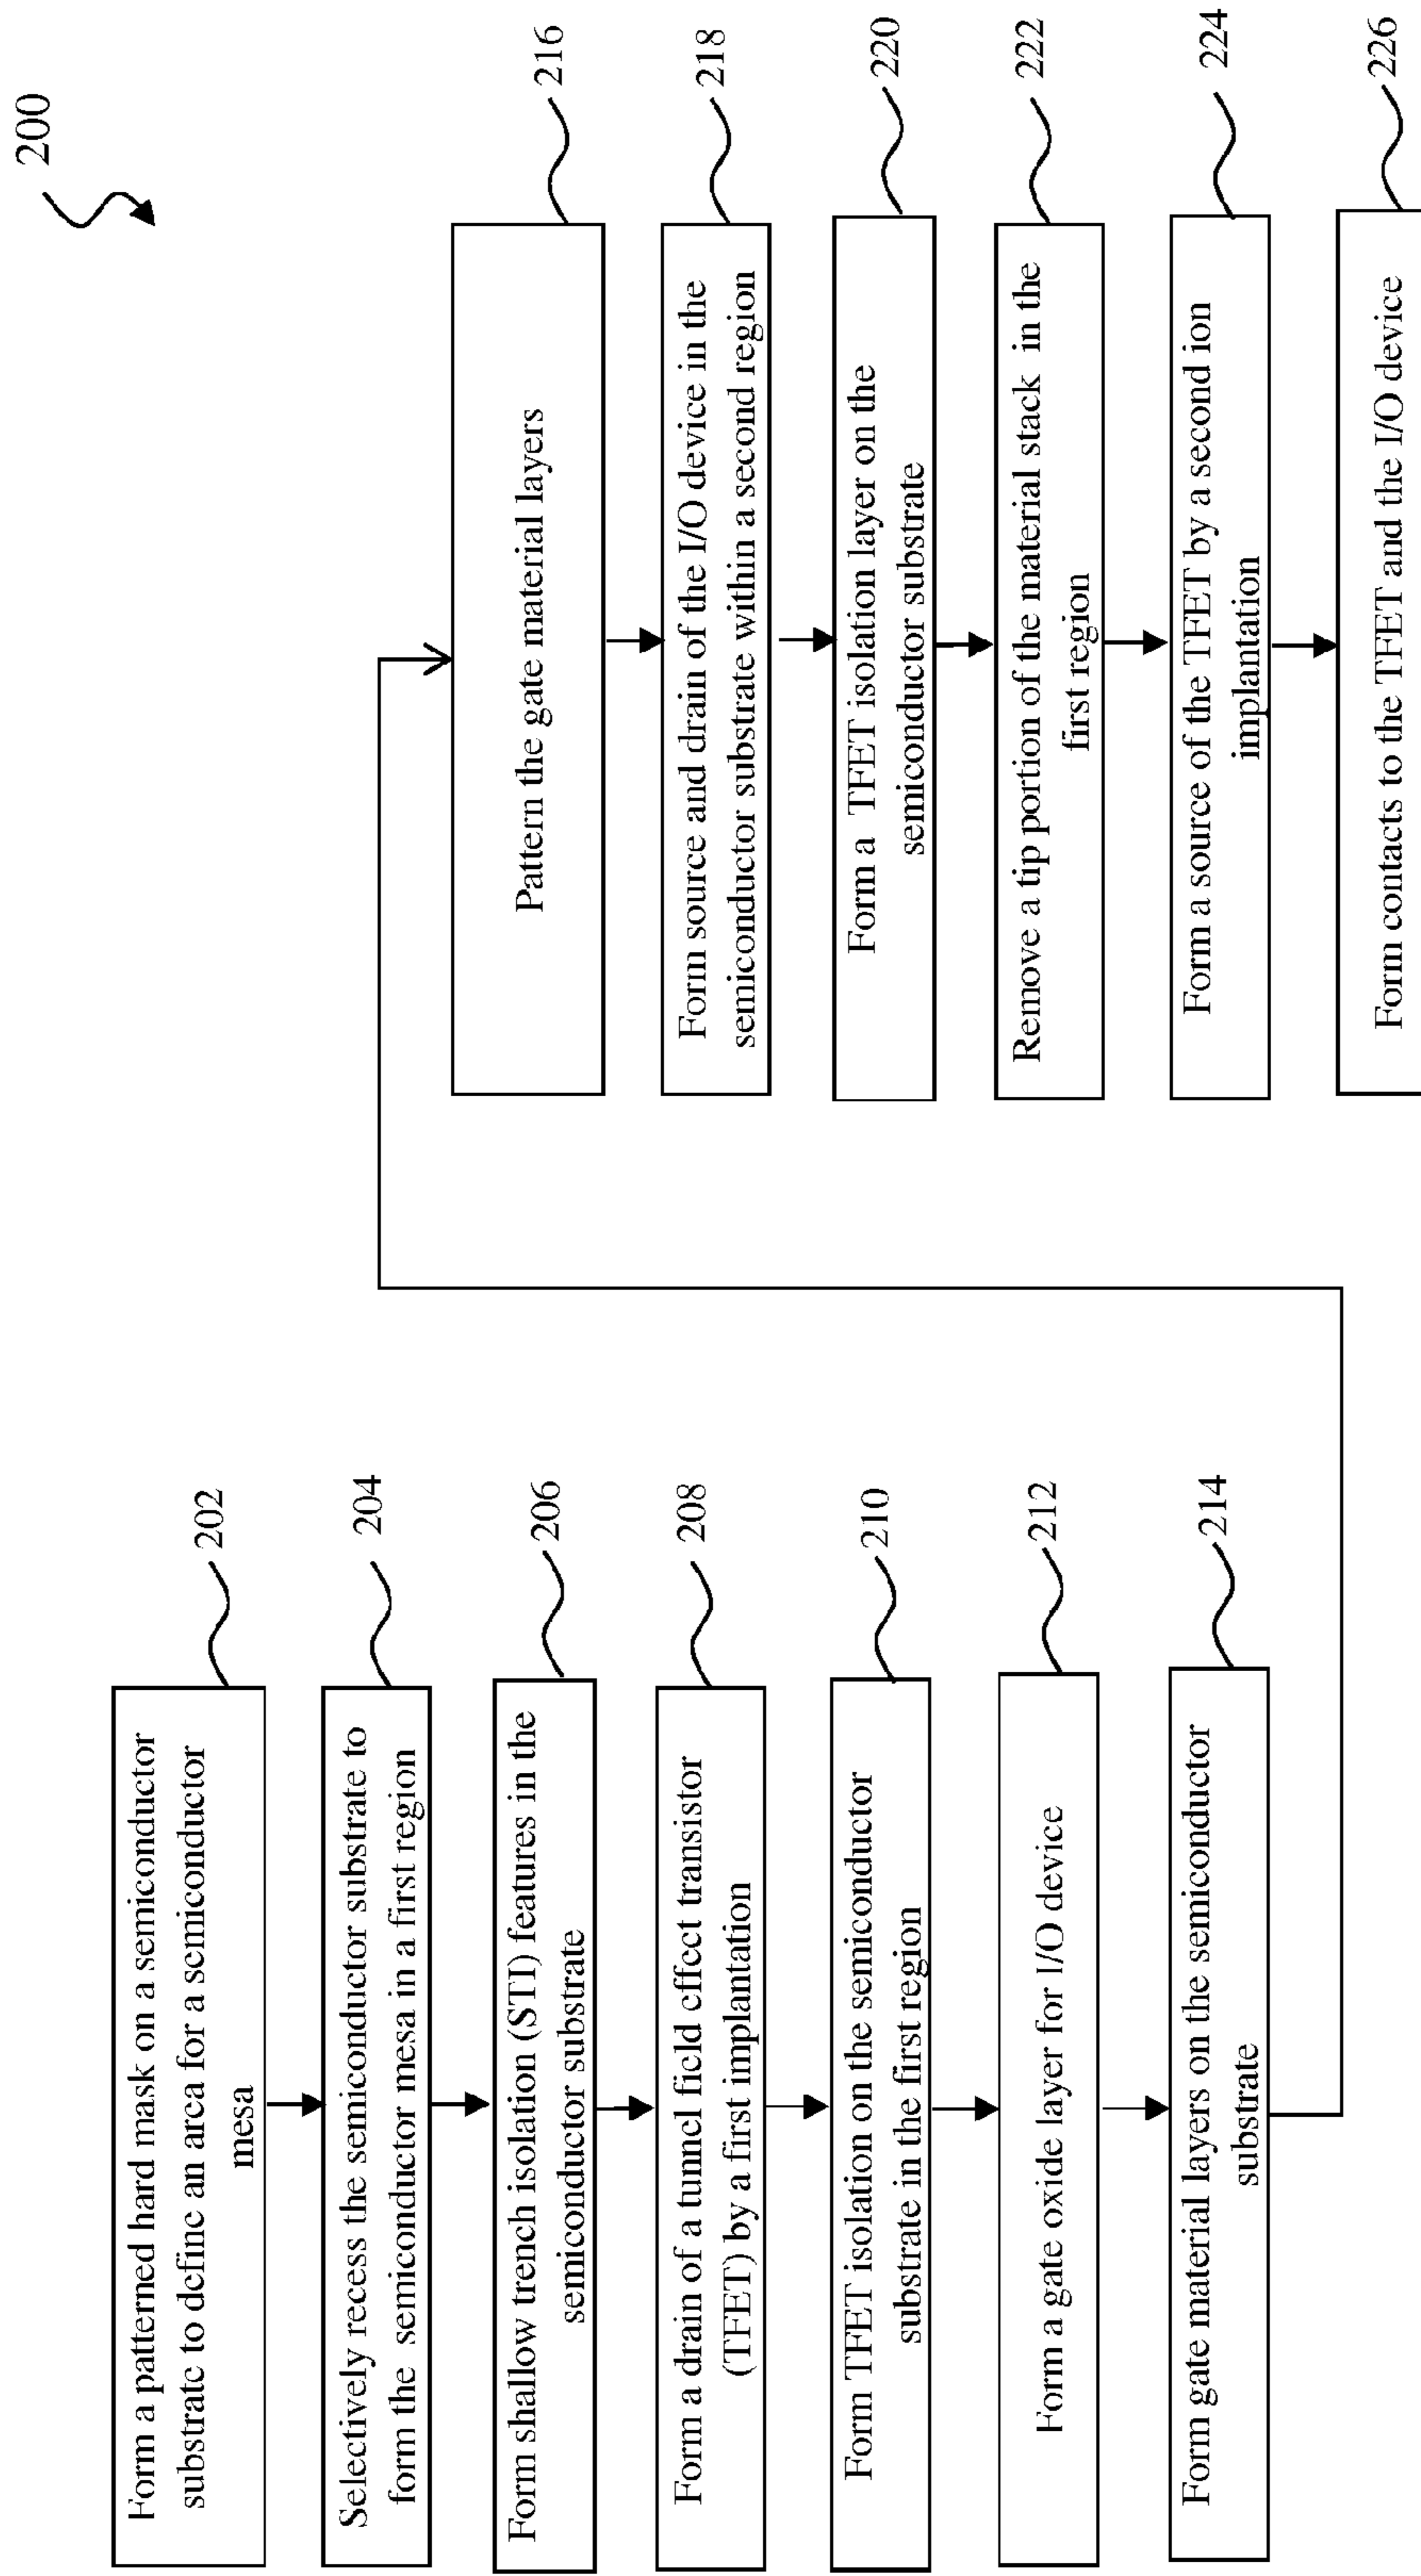 200
Form a patterned hard mask on a semiconductor
substrate to define an area for a semiconductor
mesa
202
Selectively recess the semiconductor substrate to
form the semiconductor mesa in a first region
204
Form shallow trench isolation (STI) features in the
semiconductor substrate
206
Form a drain of a tunnel field effect transistor
(TFET) by a first implantation
208
Form TFET isolation on the semiconductor
substrate in the first region
210
Form a gate oxide layer for I/O device
212
Form gate material layers on the semiconductor
substrate
214
Pattern the gate material layers
216
Form source and drain of the I/O device in the
semiconductor substrate within a second region
218
Form a TFET isolation layer on the
semiconductor substrate
220
Remove a tip portion of the material stack in the
first region
222
Form a source of the TFET by a second ion
implantation
224
Form contacts to the TFET and the I/O device
226